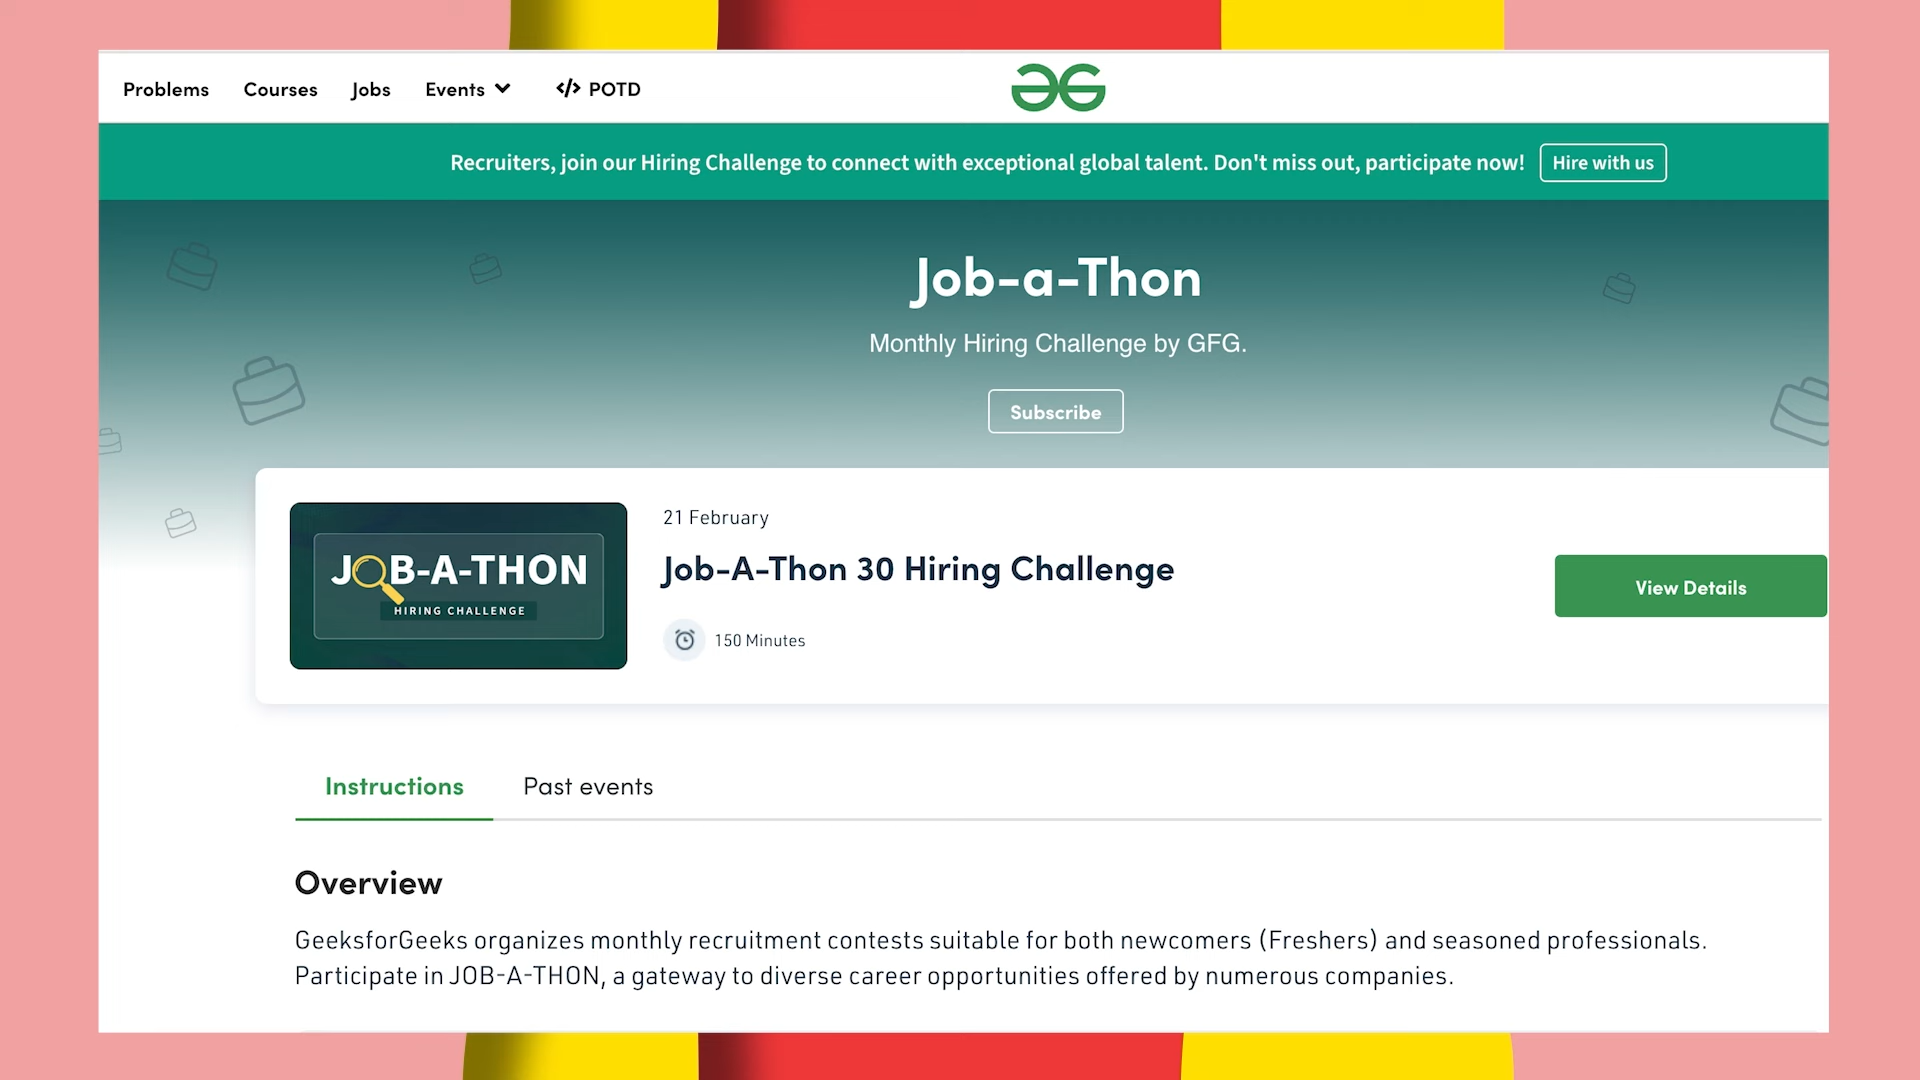 Problems Courses Jobs Events </> POTD
Recruiters, join our Hiring Challenge to connect with exceptional global talent. Don't miss out, participate now! Hire with us
Job-a-Thon
Monthly Hiring Challenge by GFG.
Subscribe
JOB-A-THON
HIRING CHALLENGE
21 February
Job-A-Thon 30 Hiring Challenge
150 Minutes
View Details
Instructions Past events
Overview
GeeksforGeeks organizes monthly recruitment contests suitable for both newcomers (Freshers) and seasoned professionals.
Participate in JOB-A-THON, a gateway to diverse career opportunities offered by numerous companies.